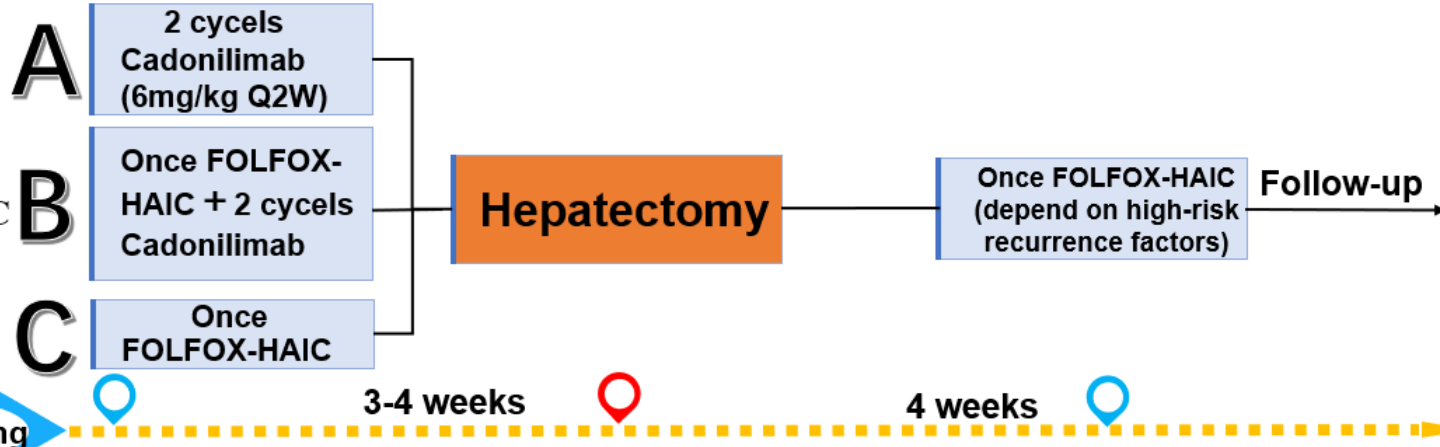 A
2 cycels
Cadonilimab
(6mg/kg Q2W)
B
Once FOLFOX-
HAIC + 2 cycels
Cadonilimab
C
Once
FOLFOX-HAIC
Hepatectomy
Once FOLFOX-HAIC
(depend on high-risk
recurrence factors)
Follow-up
3-4 weeks
4 weeks